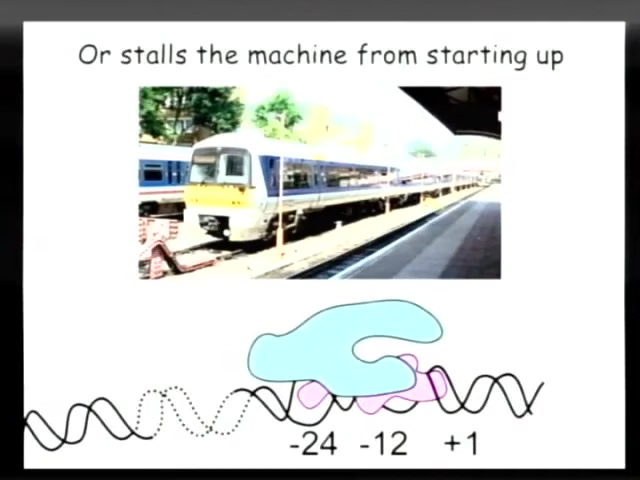 Or stalls the machine from starting up
-24 -12 +1